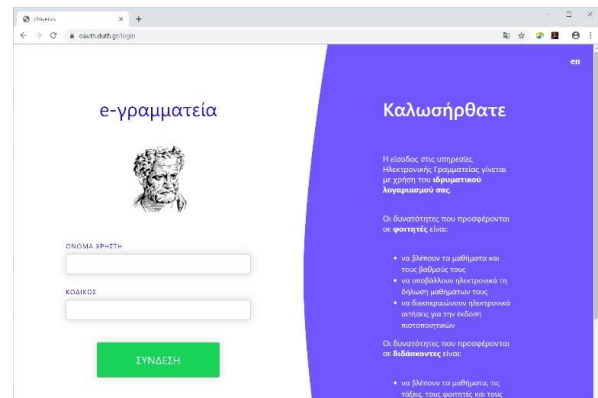 Universis
oauth.duth.gr/login
en
e-γραμματεία
ΟΝΟΜΑ ΧΡΗΣΤΗ
ΚΩΔΙΚΟΣ
ΣΥΝΔΕΣΗ
Καλωσήρθατε
Η είσοδος στις υπηρεσίες
Ηλεκτρονικής Γραμματείας γίνεται
με χρήση του ιδρυματικού
λογαριασμού σας.
Οι δυνατότητες που προσφέρονται
σε φοιτητές είναι:
να βλέπουν τα μαθήματα και
τους βαθμούς τους
να υποβάλλουν ηλεκτρονικά τη
δήλωση μαθημάτων τους
να διεκπεραιώνουν ηλεκτρονικά
αιτήσεις για την έκδοση
πιστοποιητικών
Οι δυνατότητες που προσφέρονται
σε διδάσκοντες είναι:
να βλέπουν τα μαθήματα, τις
τάξεις, τους φοιτητές και τους